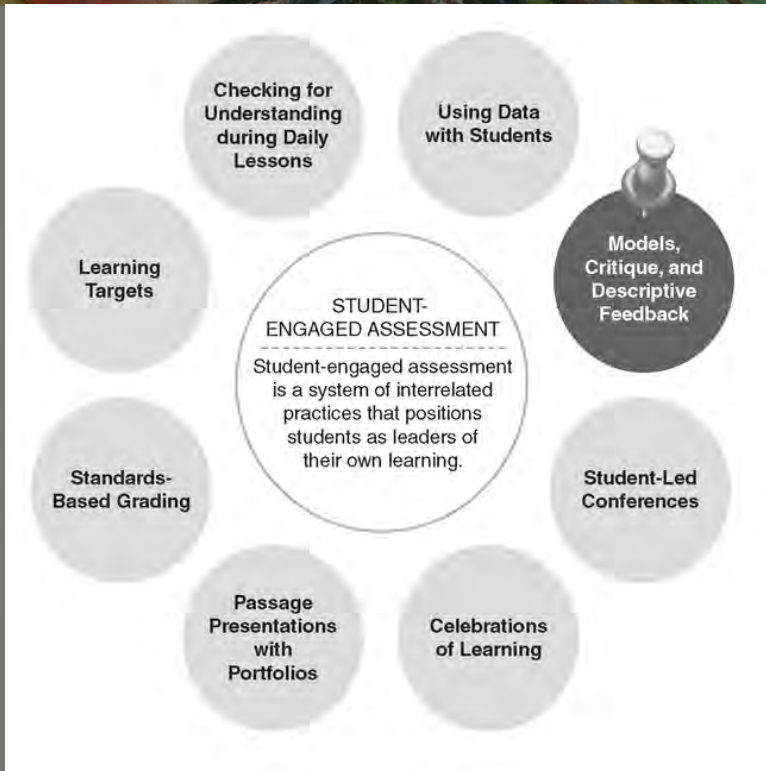 Checking for
Understanding
during Daily
Lessons
Using Data
with Students
Models,
Critique, and
Descriptive
Feedback
Learning
Targets
STUDENT-
ENGAGED ASSESSMENT
Student-engaged assessment
is a system of interrelated
practices that positions
students as leaders of
their own learning.
Standards-
Based Grading
Student-Led
Conferences
Passage
Presentations
with
Portfolios
Celebrations
of Learning